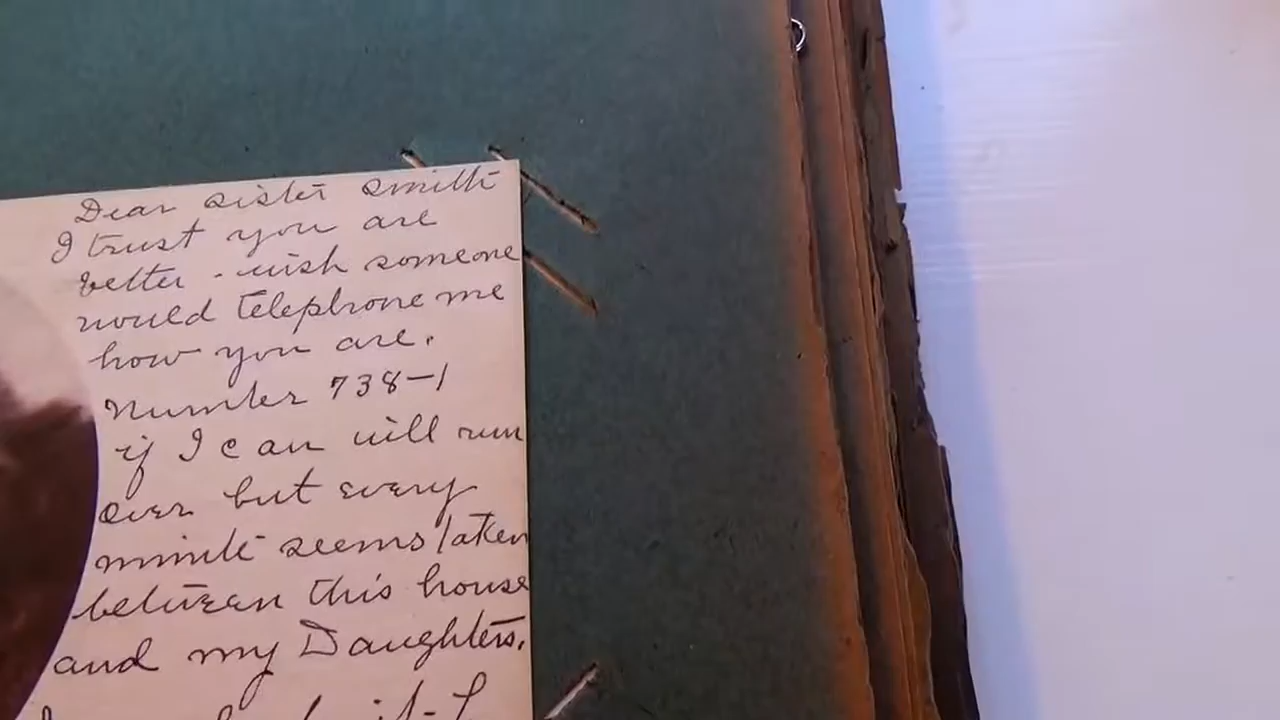 Dear sister Smith
I trust you are
better - wish someone
would telephone me
how you are.
Number 738-1
if I can will run
over but every
minute seems taken
between this house
and my Daughters.